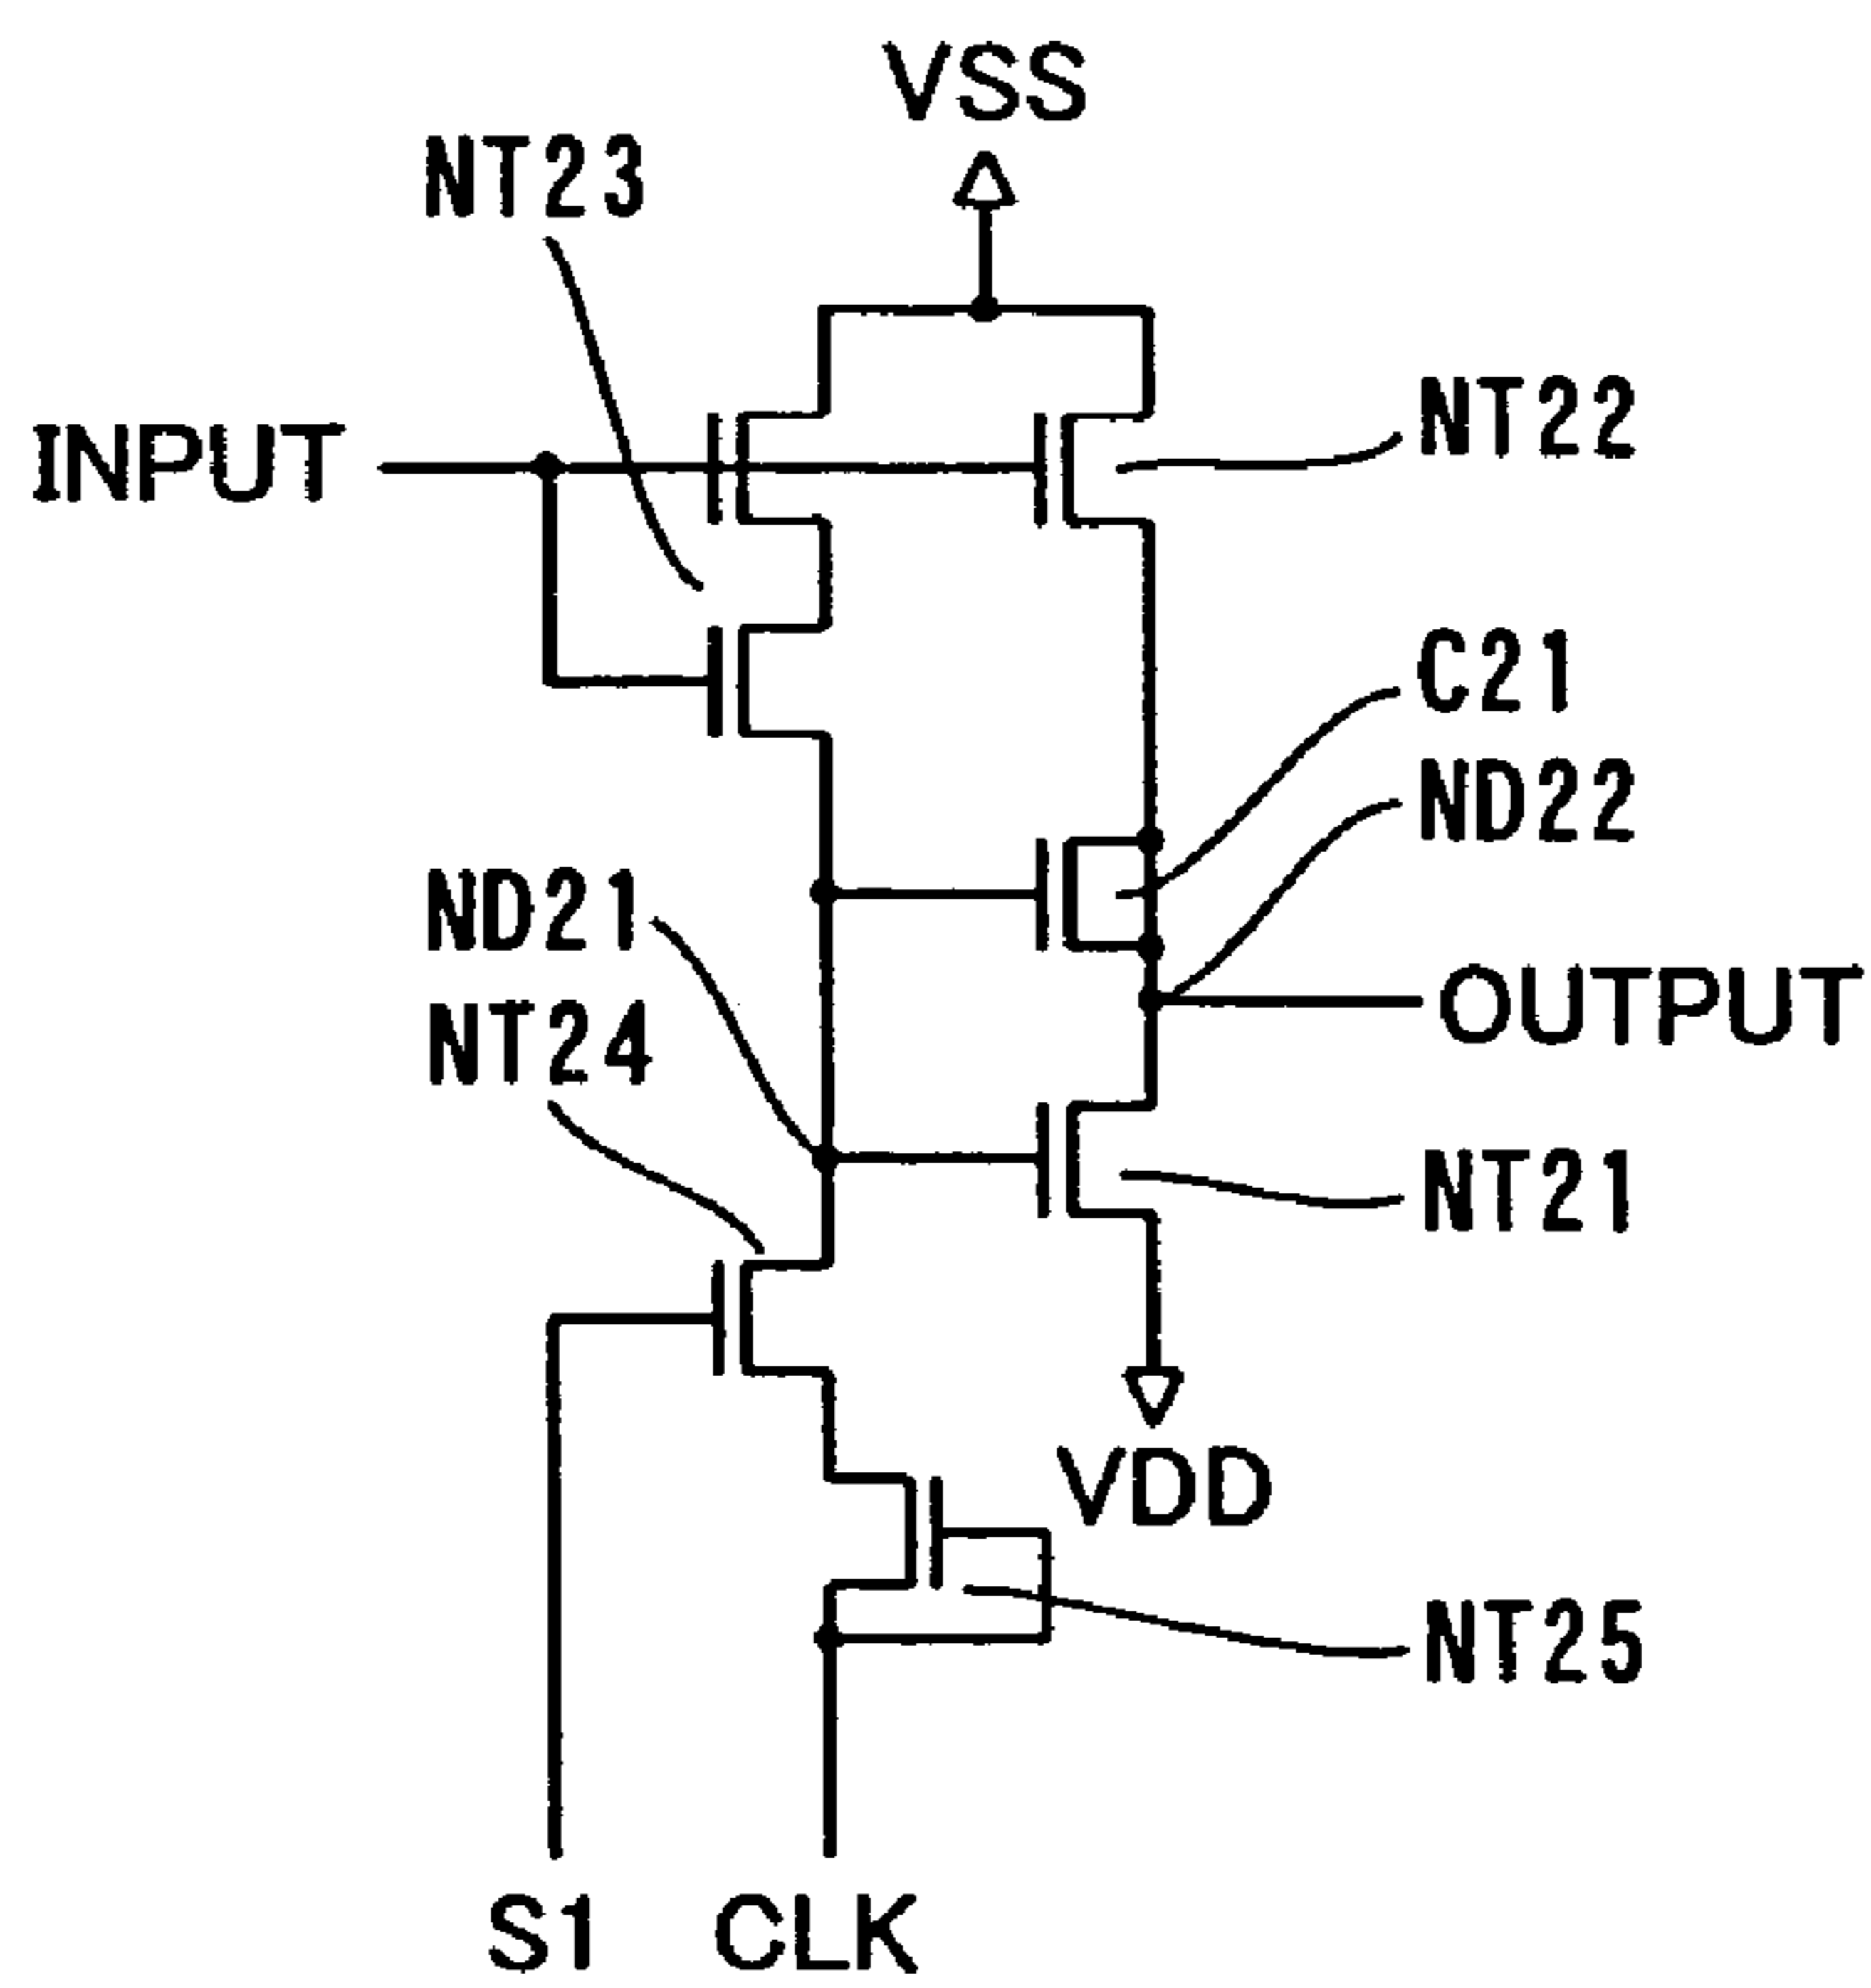 VSS
NT23
NT22
INPUT
C21
ND22
ND21
OUTPUT
NT24
NT21
VDD
NT25
S1 CLK